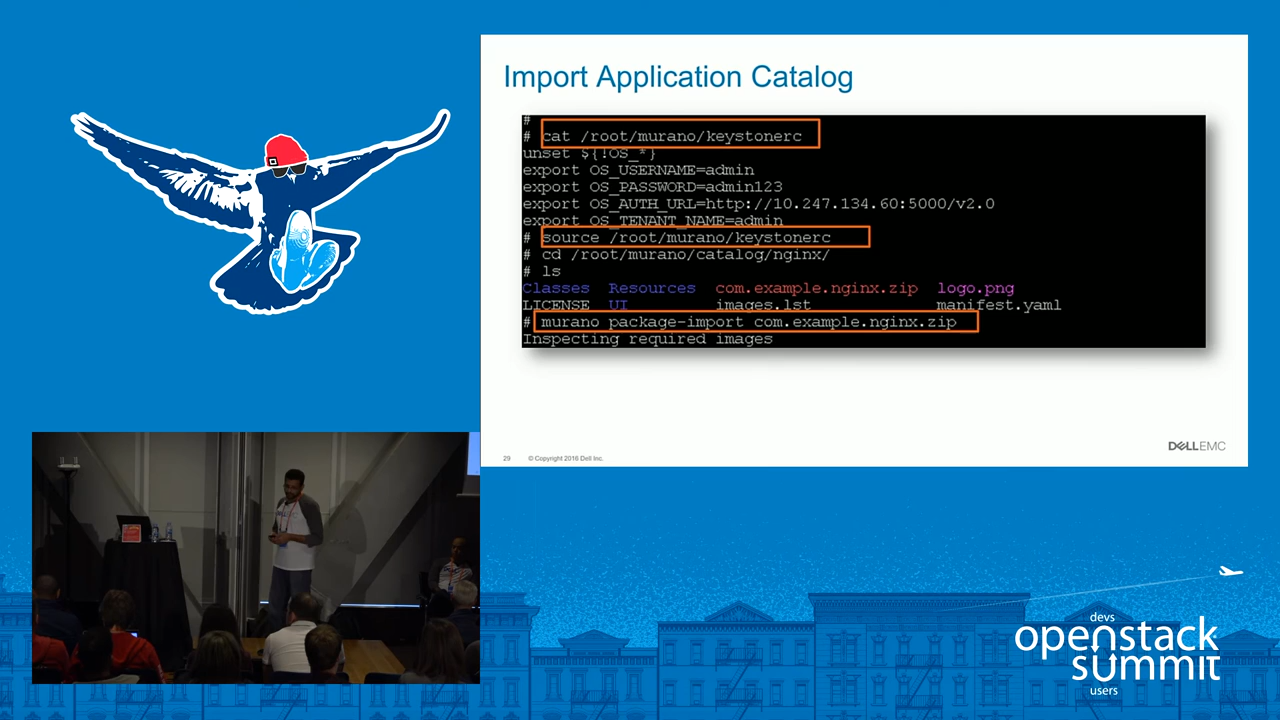 Import Application Catalog
#
# cat /root/murano/keystonerc
unset ${!OS_*}
export OS_USERNAME=admin
export OS_PASSWORD=admin123
export OS_AUTH_URL=http://10.247.134.60:5000/v2.0
export OS_TENANT_NAME=admin
# source /root/murano/keystonerc
# cd /root/murano/catalog/nginx/
# ls
Classes Resources com.example.nginx.zip logo.png
LICENSE UI images.lst manifest.yaml
# murano package-import com.example.nginx.zip
Inspecting required images
29 © Copyright 2016 Dell Inc.
DELLEMC
devs
openstack
summit
users